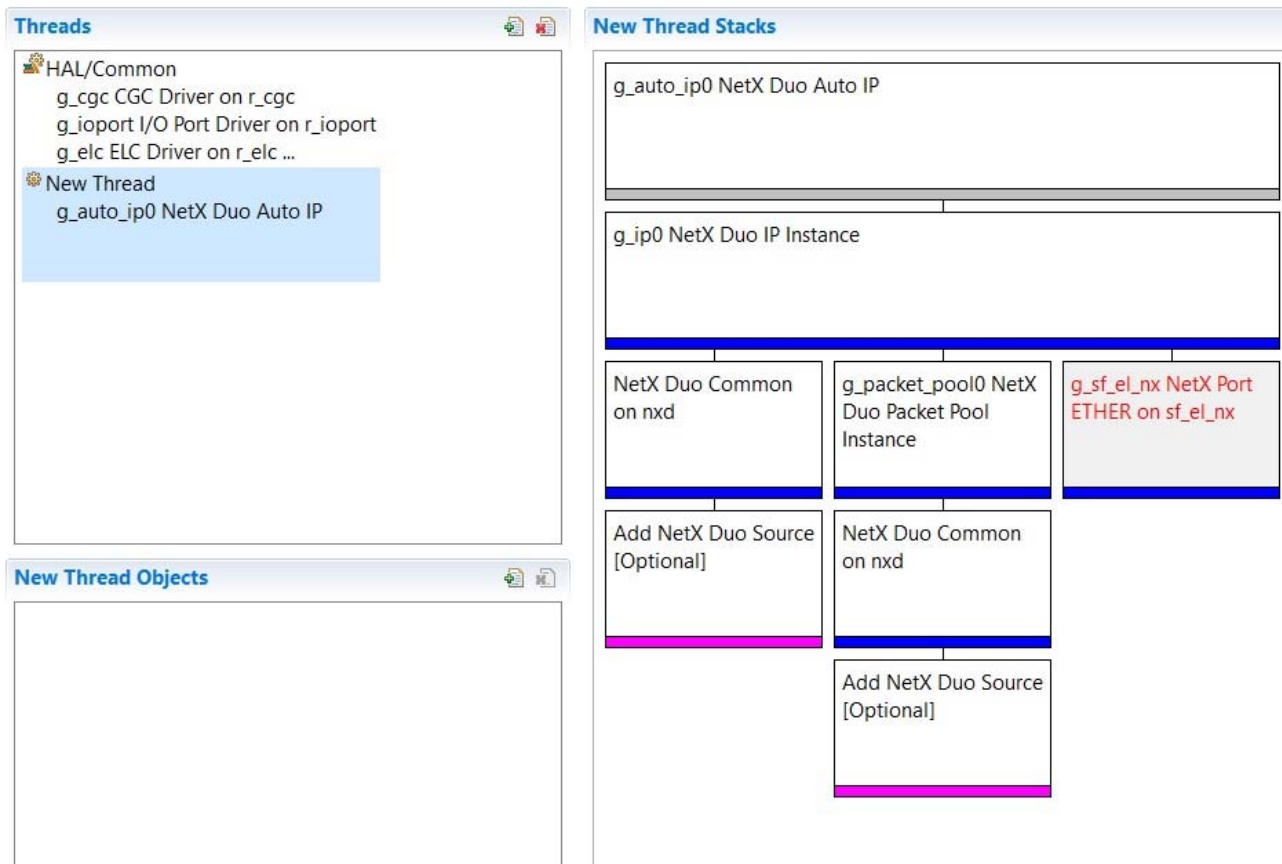 Threads
HAL/Common
g_cgc CGC Driver on r_cgc
g_ioport I/O Port Driver on r_ioport
g_elc ELC Driver on r_elc ...
New Thread
g_auto_ip0 NetX Duo Auto IP
New Thread Objects
New Thread Stacks
g_auto_ip0 NetX Duo Auto IP
g_ip0 NetX Duo IP Instance
NetX Duo Common
on nxd
g_packet_pool0 NetX
Duo Packet Pool
Instance
g_sf_el_nx NetX Port
ETHER on sf_el_nx
Add NetX Duo Source
[Optional]
NetX Duo Common
on nxd
Add NetX Duo Source
[Optional]